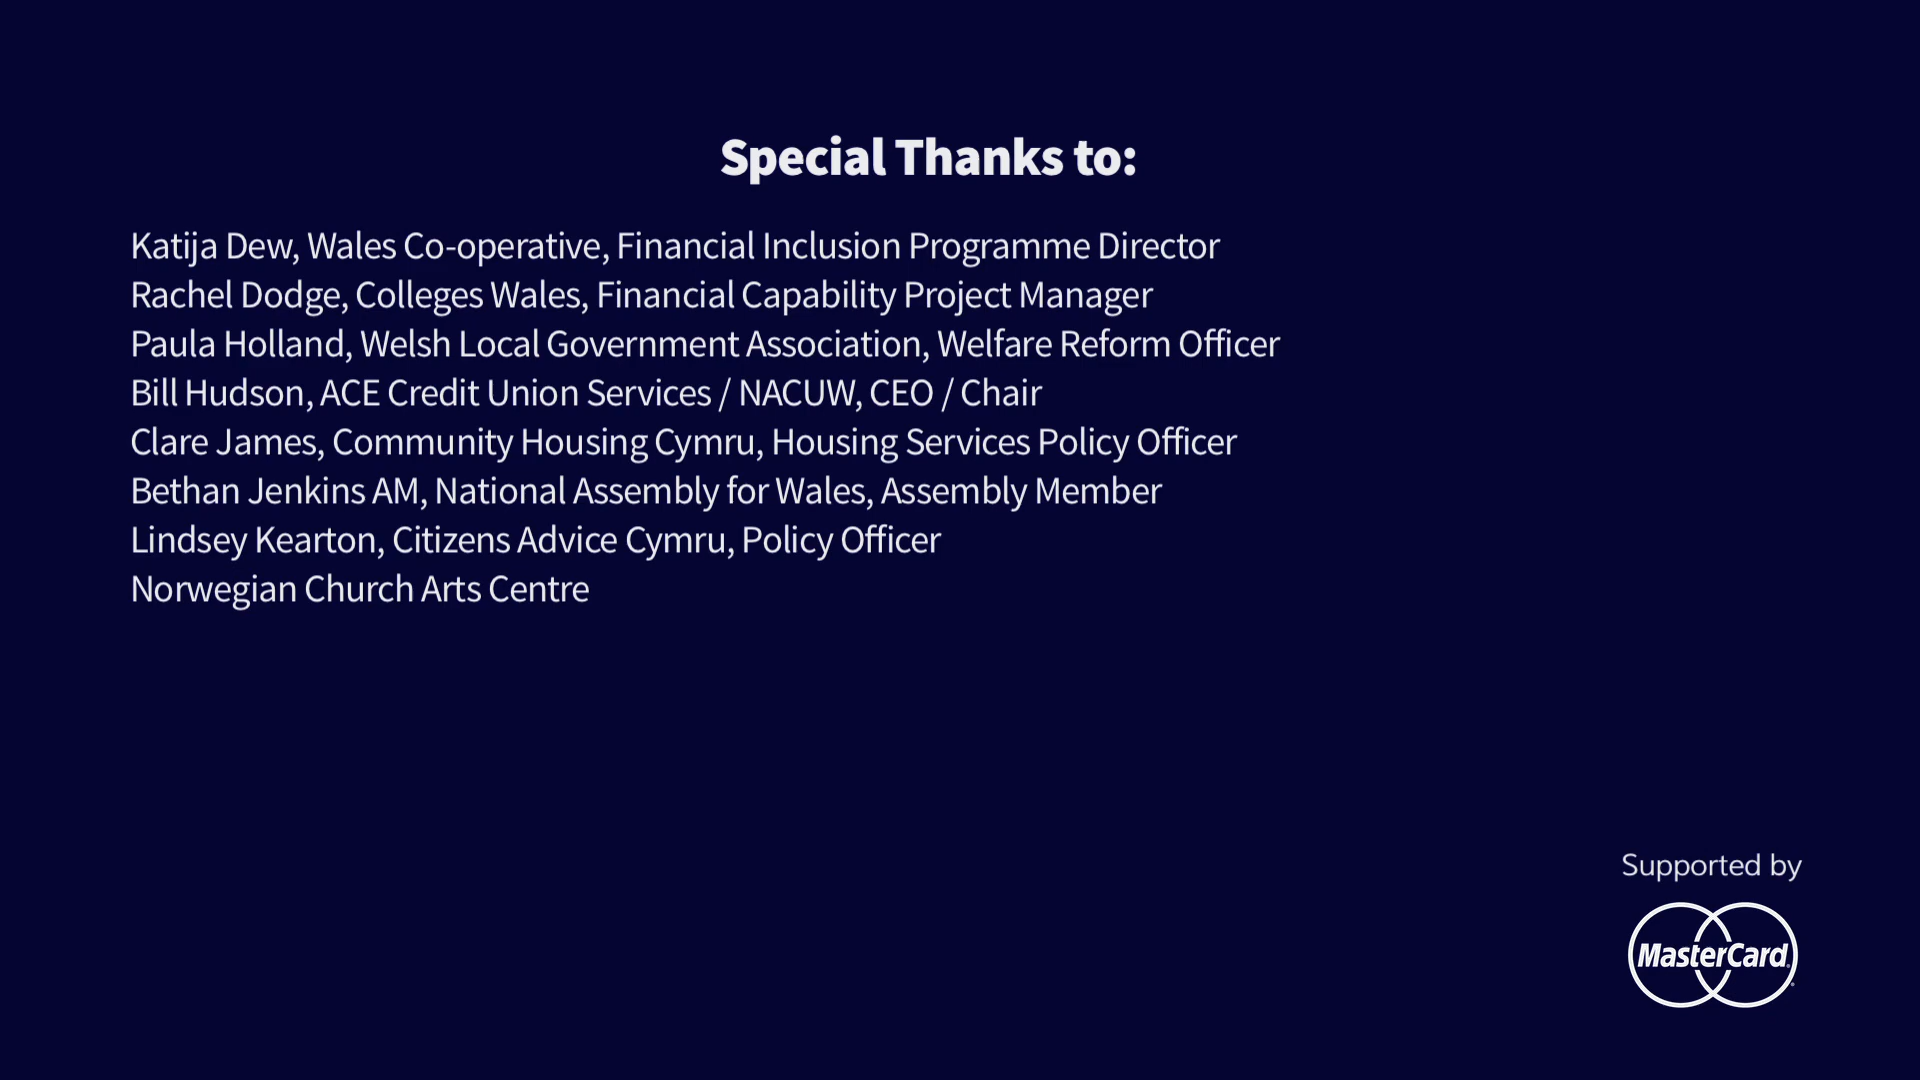 Special Thanks to:
Katija Dew, Wales Co-operative, Financial Inclusion Programme Director
Rachel Dodge, Colleges Wales, Financial Capability Project Manager
Paula Holland, Welsh Local Government Association, Welfare Reform Officer
Bill Hudson, ACE Credit Union Services / NACUW, CEO / Chair
Clare James, Community Housing Cymru, Housing Services Policy Officer
Bethan Jenkins AM, National Assembly for Wales, Assembly Member
Lindsey Kearton, Citizens Advice Cymru, Policy Officer
Norwegian Church Arts Centre
Supported by
MasterCard